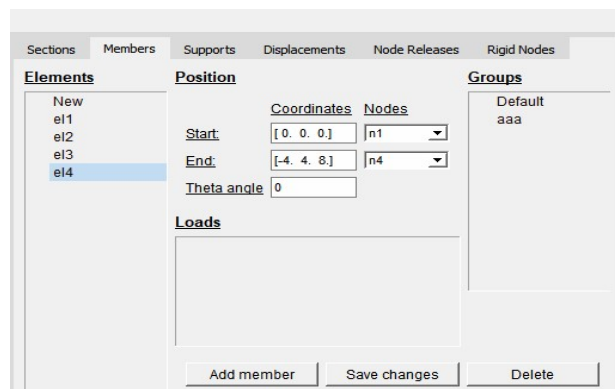 Sections Members Supports Displacements Node Releases Rigid Nodes
Elements
New
el1
el2
el3
el4
Position
Coordinates Nodes
Start: [ 0. 0. 0.] n1
End: [-4. 4. 8.] n4
Theta angle 0
Loads
Groups
Default
aaa
Add member Save changes Delete